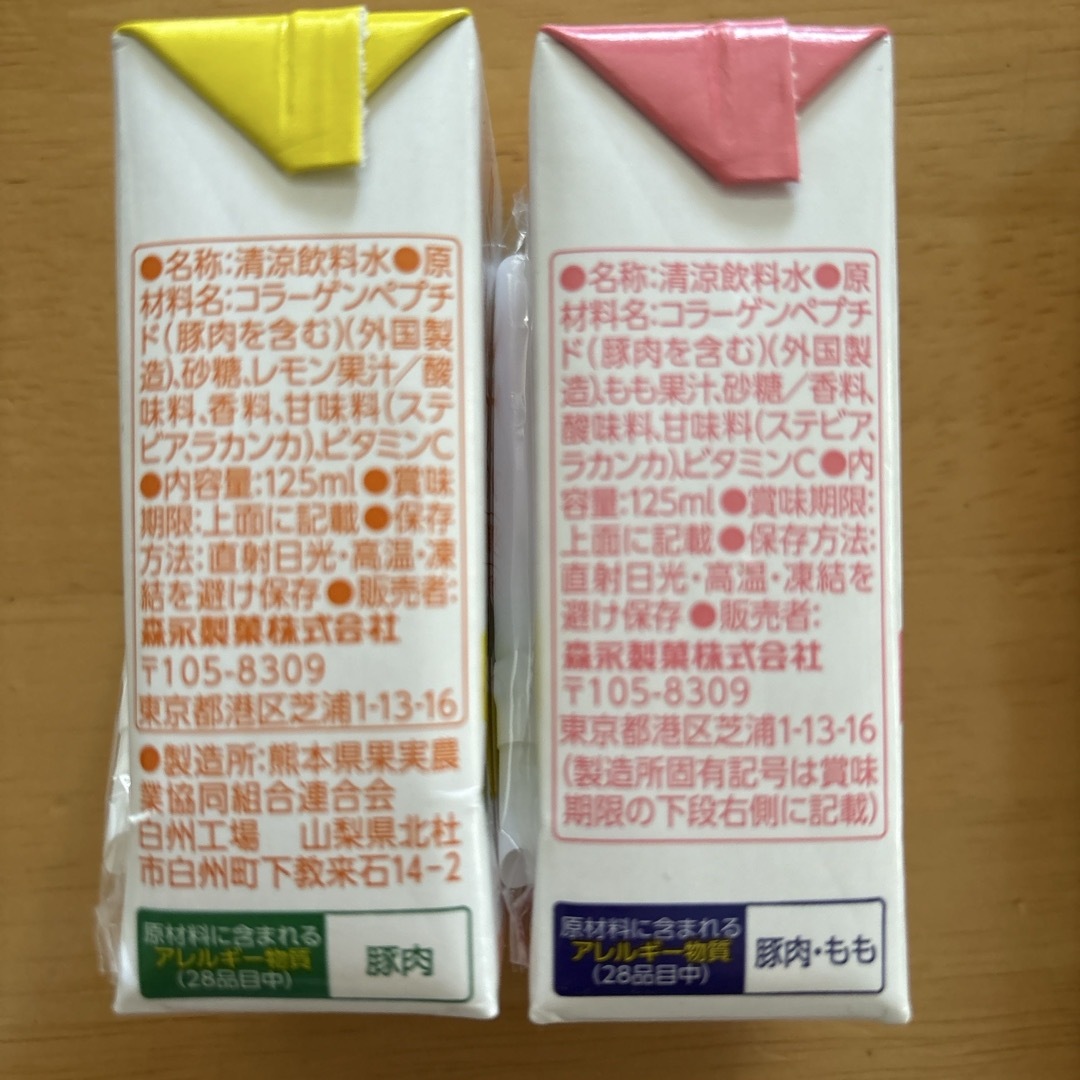 ●名称:清涼飲料水●原
材料名:コラーゲンペプチ
ド(豚肉を含む)(外国製
造)、砂糖、レモン果汁/酸
味料、香料、甘味料(ステ
ビア、ラカンカ)、ビタミンC
●内容量:125ml ●賞味
期限:上面に記載 ●保存
方法:直射日光・高温・凍
結を避け保存 ●販売者:
森永製菓株式会社
〒105-8309
東京都港区芝浦1-13-16
●製造所:熊本県果実農
業協同組合連合会
白州工場 山梨県北杜
市白州町下教来石14-2
原材料に含まれる
アレルギー物質
(28品目中)
豚肉
●名称:清涼飲料水●原
材料名:コラーゲンペプチ
ド(豚肉を含む)(外国製
造)、もも果汁、砂糖/香料、
酸味料、甘味料(ステビア、
ラカンカ)、ビタミンC ●内
容量:125ml ●賞味期限:
上面に記載 ●保存方法:
直射日光・高温・凍結を
避け保存 ●販売者:
森永製菓株式会社
〒105-8309
東京都港区芝浦1-13-16
(製造所固有記号は賞味
期限の下段右側に記載)
原材料に含まれる
アレルギー物質
(28品目中)
豚肉・もも